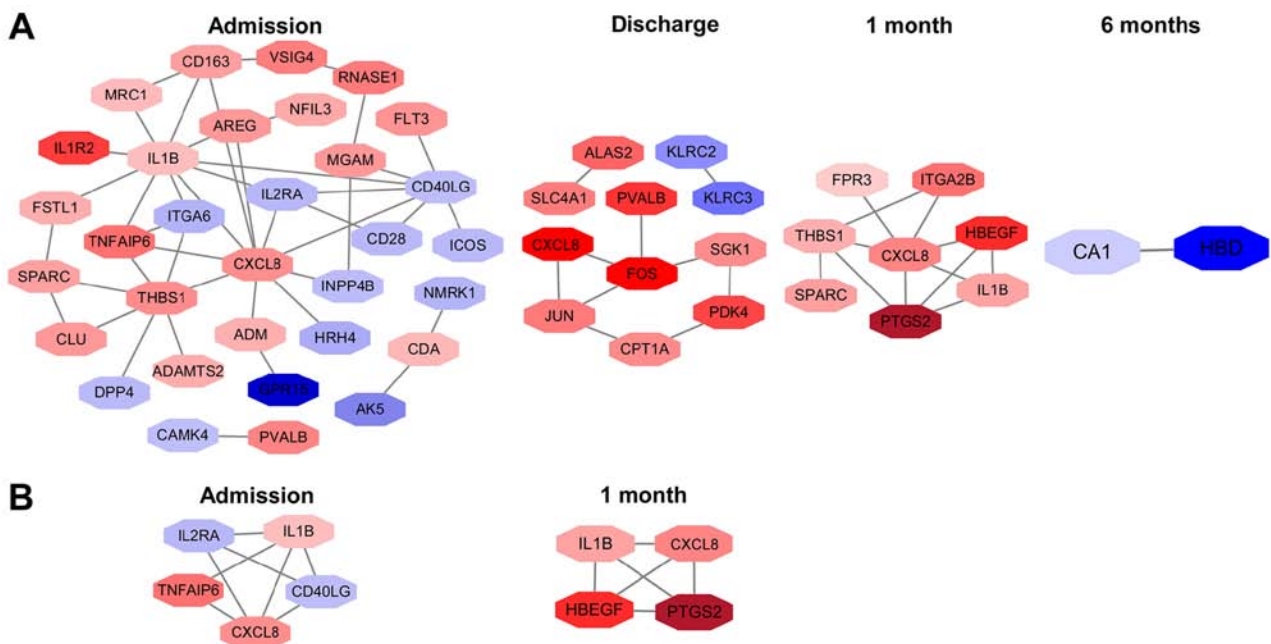 A
Admission
Discharge
1 month
6 months
CD163
VSIG4
RNASE1
MRC1
AREG
NFIL3
FLT3
IL1R2
IL1B
MGAM
IL2RA
CD40LG
FSTL1
ITGA6
TNFAIP6
CD28
ICOS
CXCL8
SPARC
INPP4B
THBS1
NMRK1
CLU
ADM
HRH4
CDA
ADAMTS2
DPP4
GPR15
AK5
CAMK4
PVALB
ALAS2
KLRC2
SLC4A1
PVALB
KLRC3
CXCL8
SGK1
FOS
JUN
PDK4
CPT1A
FPR3
ITGA2B
THBS1
HBEGF
CXCL8
SPARC
IL1B
PTGS2
CA1
HBD
B
Admission
1 month
IL2RA
IL1B
TNFAIP6
CD40LG
CXCL8
IL1B
CXCL8
HBEGF
PTGS2